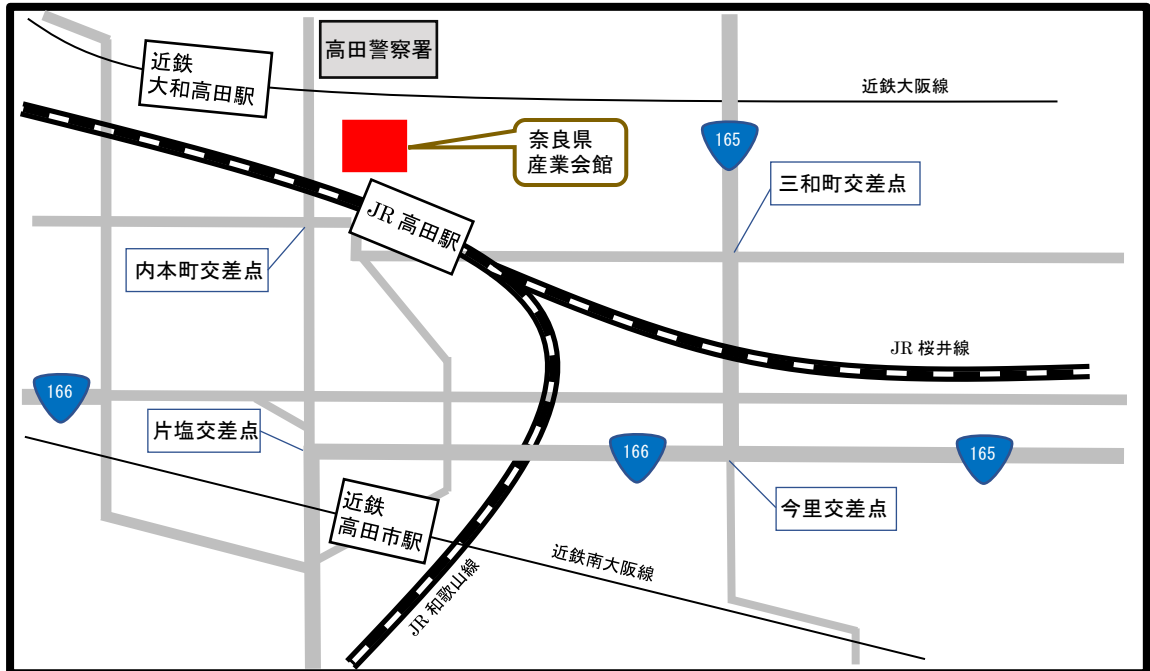 高田警察署
近鉄
大和高田駅
近鉄大阪線
奈良県
産業会館
165
三和町交差点
JR 高田駅
内本町交差点
JR 桜井線
166
片塩交差点
166
165
近鉄
高田市駅
今里交差点
近鉄南大阪線
JR 和歌山線